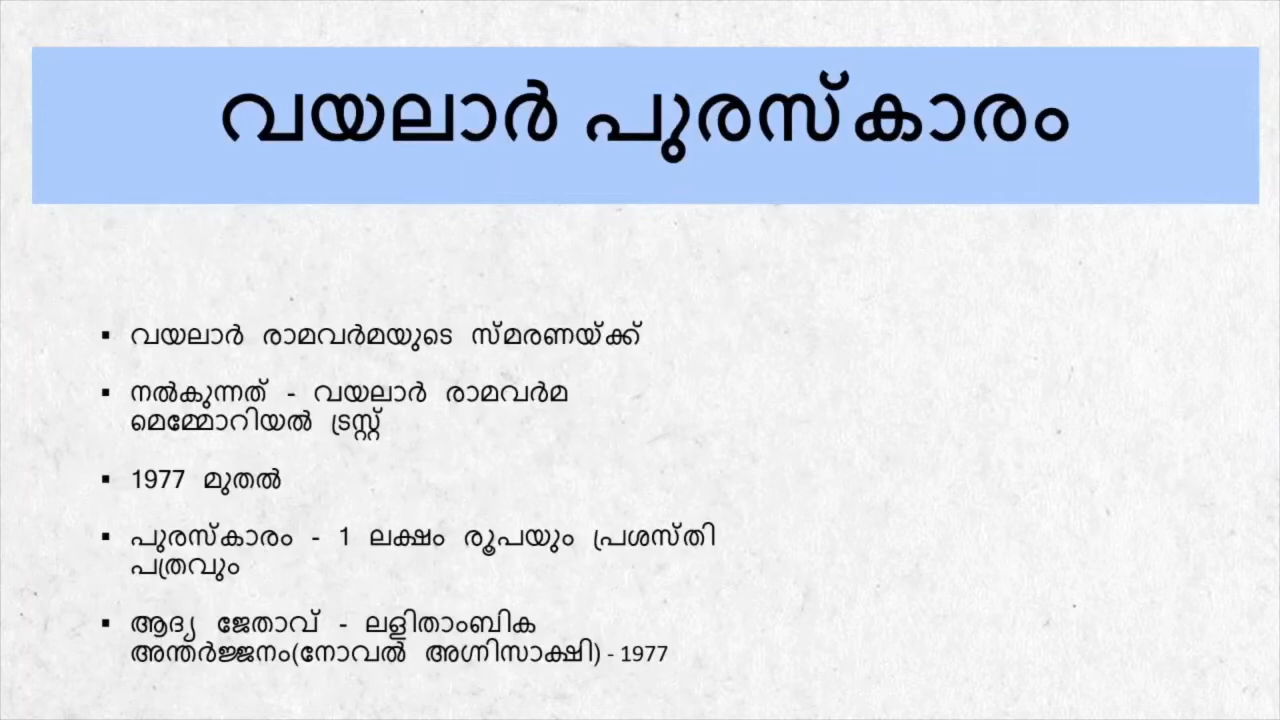 വയലാർ പുരസ്കാരം
▪ വയലാർ രാമവർമയുടെ സ്മരണയ്ക്ക്
▪ നൽകുന്നത് - വയലാർ രാമവർമ
മെമ്മോറിയൽ ട്രസ്റ്റ്
▪ 1977 മുതൽ
▪ പുരസ്കാരം - 1 ലക്ഷം രൂപയും പ്രശസ്തി
പത്രവും
▪ ആദ്യ ജേതാവ് - ലളിതാംബിക
അന്തർജ്ജനം(നോവൽ അഗ്നിസാക്ഷി) - 1977